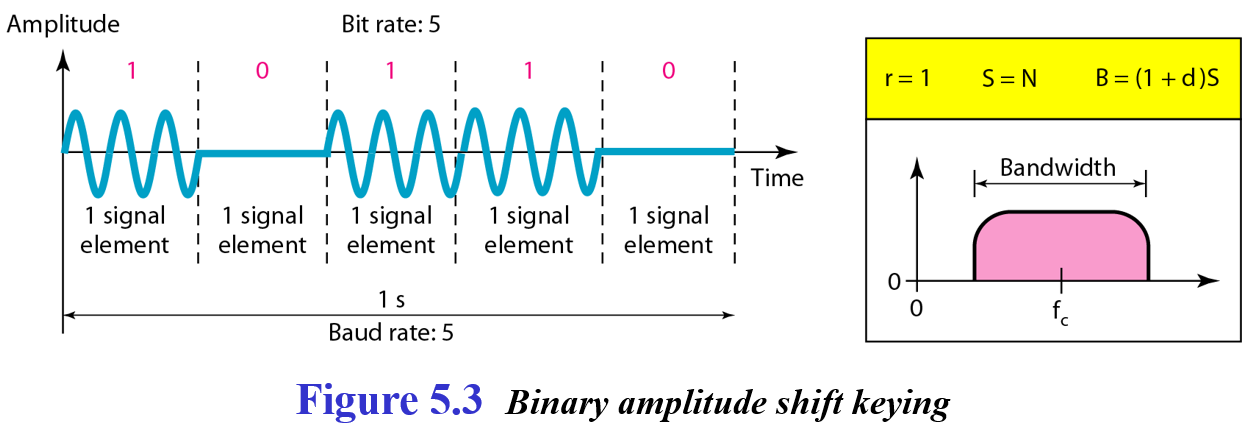 Amplitude
Bit rate: 5
1 0 1 1 0
Time
1 signal element
1 signal element
1 signal element
1 signal element
1 signal element
1 s
Baud rate: 5
r = 1 S = N B = (1 + d)S
Bandwidth
0
0
fc
Figure 5.3 Binary amplitude shift keying